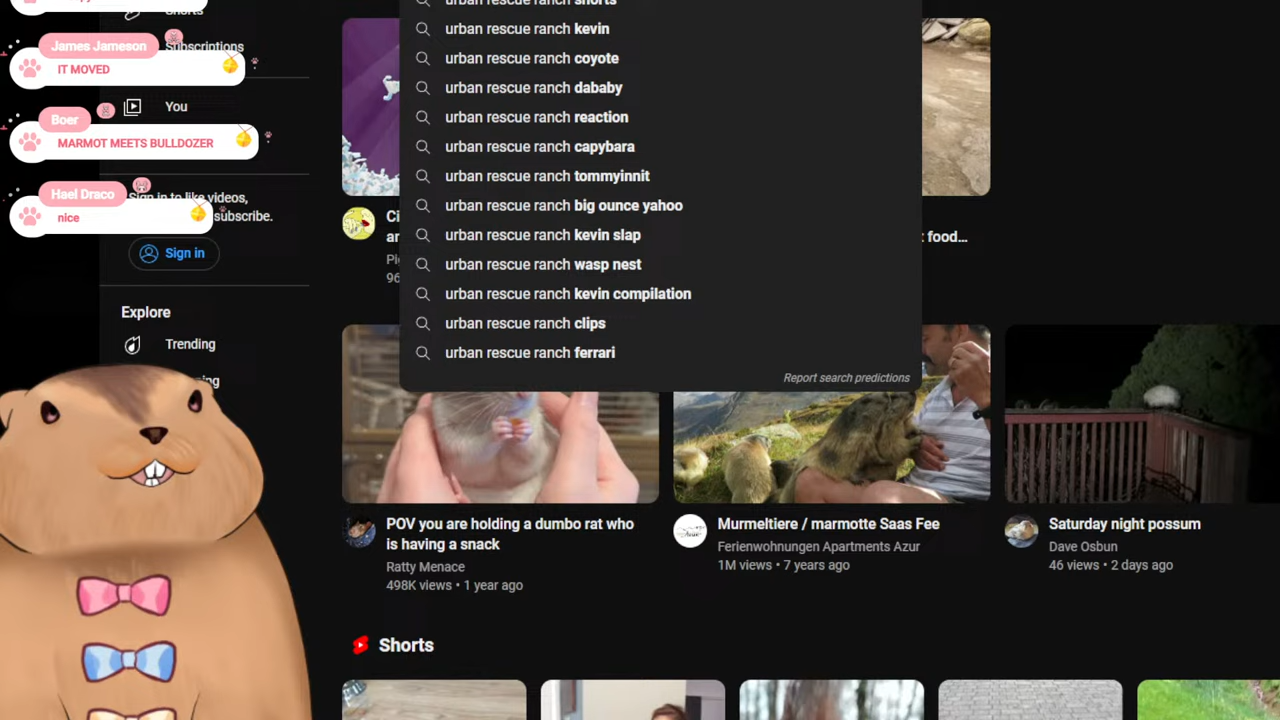 Shorts
James Jameson
Subscriptions
IT MOVED
You
Boer
MARMOT MEETS BULLDOZER
Hael Draco
Sign in to like videos,
nice
subscribe.
Sign in
Explore
Trending
urban rescue ranch shorts
urban rescue ranch kevin
urban rescue ranch coyote
urban rescue ranch dababy
urban rescue ranch reaction
urban rescue ranch capybara
urban rescue ranch tommyinnit
urban rescue ranch big ounce yahoo
urban rescue ranch kevin slap
urban rescue ranch wasp nest
urban rescue ranch kevin compilation
urban rescue ranch clips
urban rescue ranch ferrari
Report search predictions
food...
POV you are holding a dumbo rat who
is having a snack
Ratty Menace
498K views • 1 year ago
Murmeltiere / marmotte Saas Fee
Ferienwohnungen Apartments Azur
1M views • 7 years ago
Saturday night possum
Dave Osbun
46 views • 2 days ago
Shorts